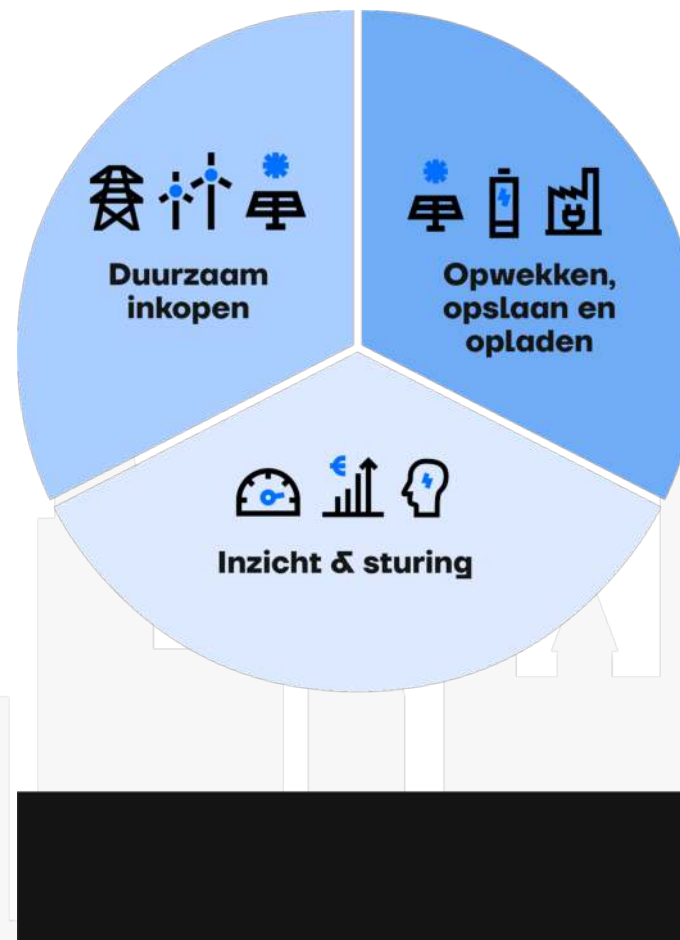 Duurzaam
inkopen
Opwekken,
opslaan en
opladen
Inzicht & sturing